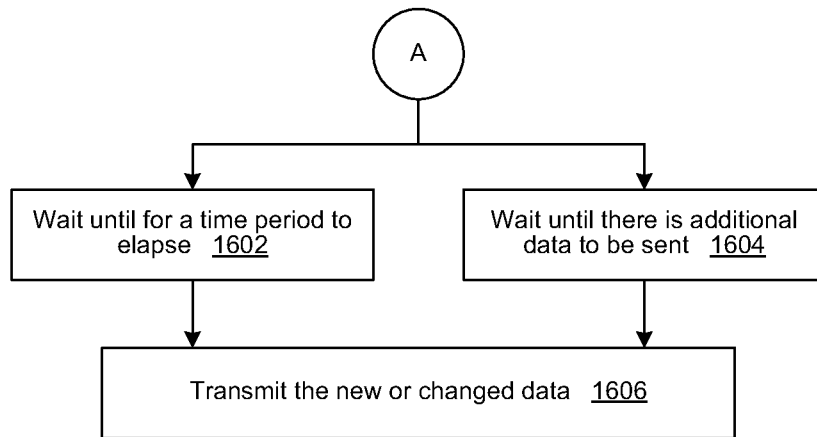 A
Wait until for a time period to
elapse 1602
Wait until there is additional
data to be sent 1604
Transmit the new or changed data 1606